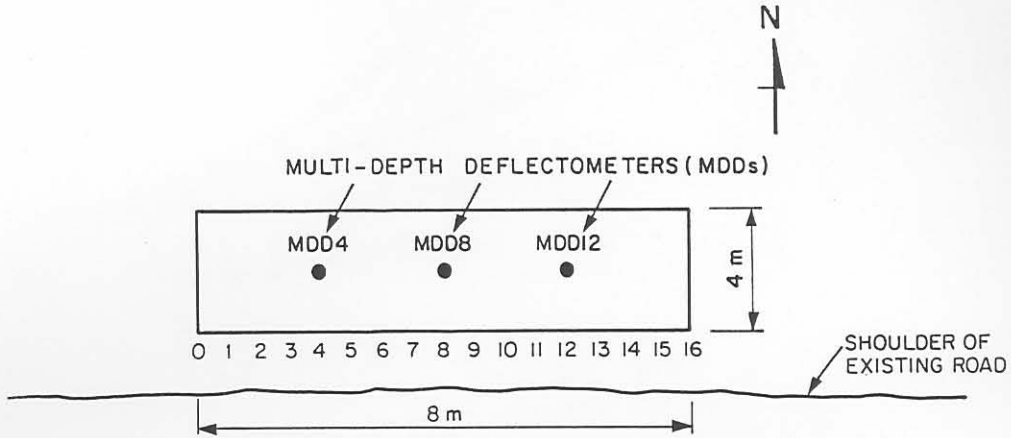 N
MULTI-DEPTH DEFLECTOMETERS (MDDs)
MDD4 MDD8 MDD12
4 m
0 1 2 3 4 5 6 7 8 9 10 11 12 13 14 15 16
SHOULDER OF
EXISTING ROAD
8 m